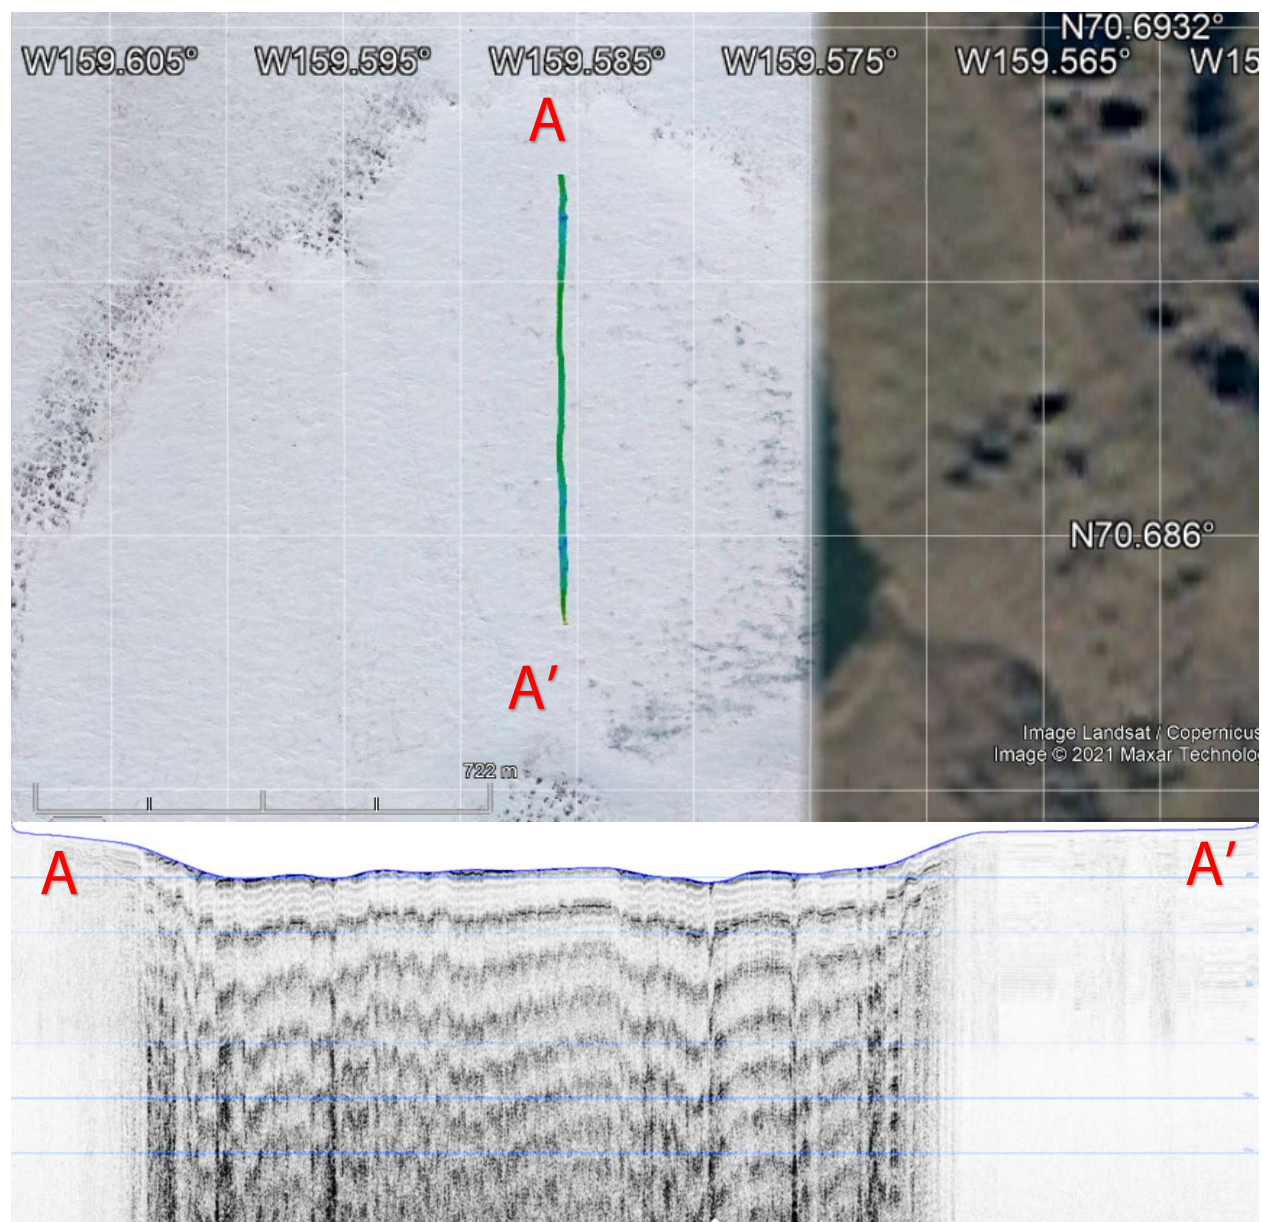 N70.6932°
W159.605° W159.595° W159.585° W159.575° W159.565° W15
A
N70.686°
A′
Image Landsat / Copernicus
Image © 2021 Maxar Technolo
722 m
A A′